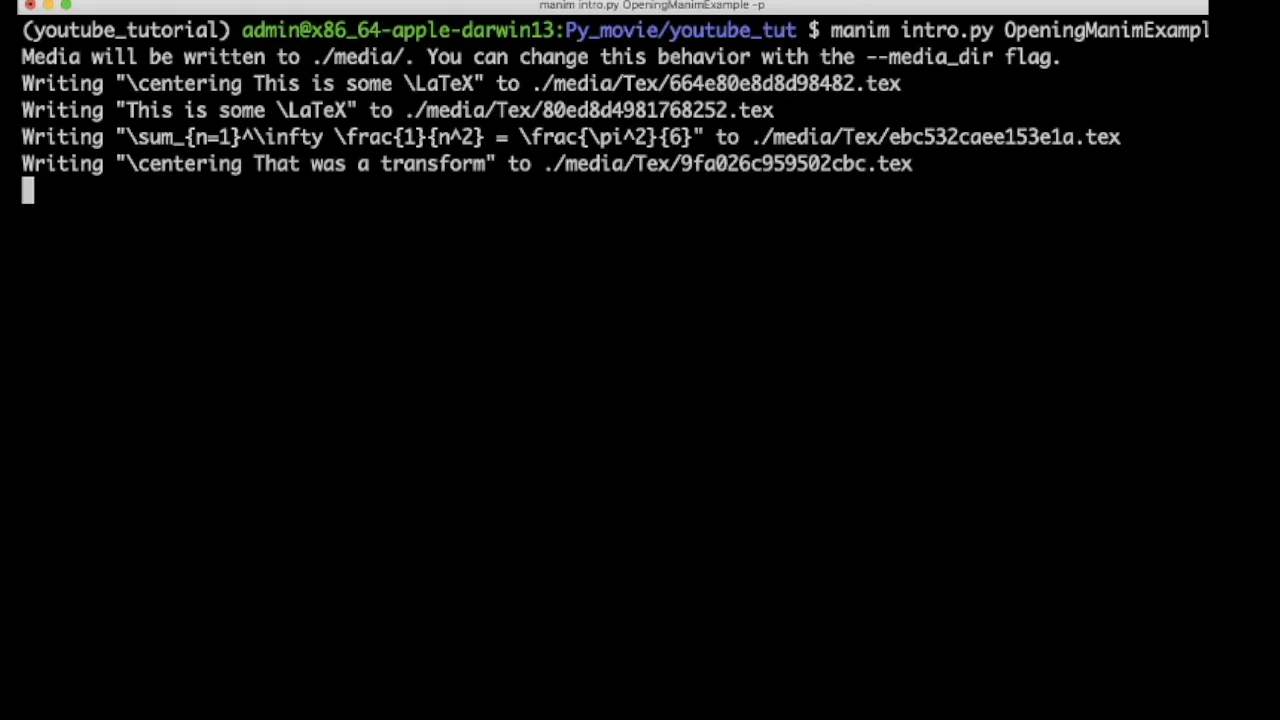 manim intro.py OpeningManimExample -p
(youtube_tutorial) admin@x86_64-apple-darwin13:Py_movie/youtube_tut $ manim intro.py OpeningManimExampl
Media will be written to ./media/. You can change this behavior with the --media_dir flag.
Writing "\centering This is some \LaTeX" to ./media/Tex/664e80e8d8d98482.tex
Writing "This is some \LaTeX" to ./media/Tex/80ed8d4981768252.tex
Writing "\sum_{n=1}^\infty \frac{1}{n^2} = \frac{\pi^2}{6}" to ./media/Tex/ebc532caee153e1a.tex
Writing "\centering That was a transform" to ./media/Tex/9fa026c959502cbc.tex